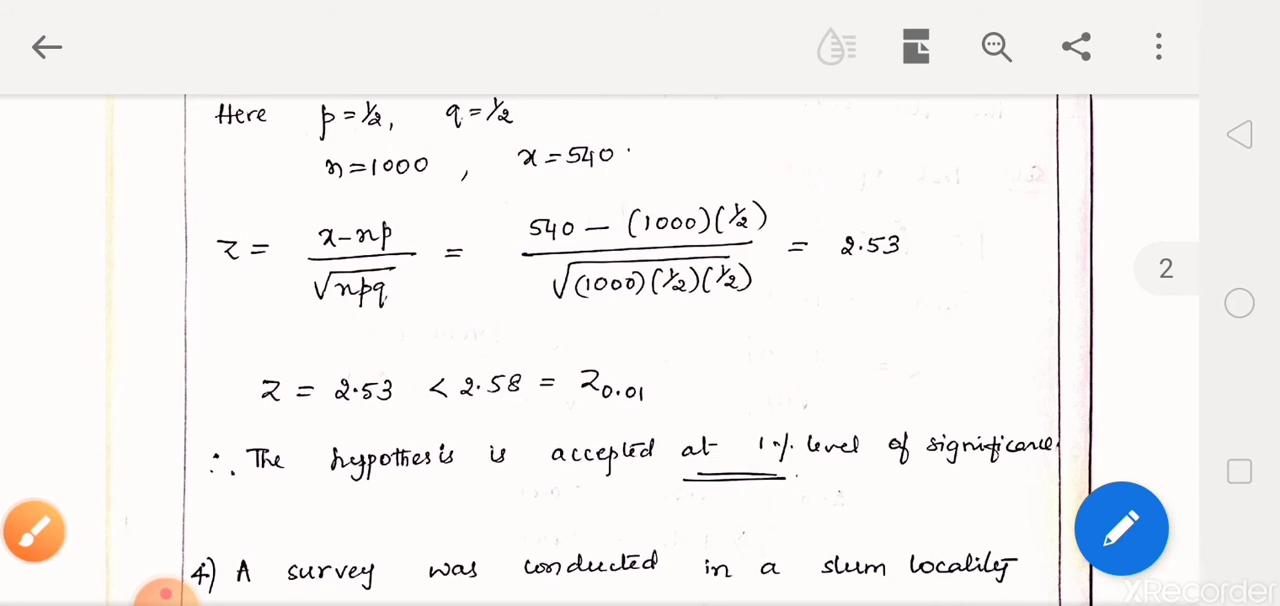 Here p = 1/2, q = 1/2
n = 1000 , x = 540.
z = x - np / √npq = 540 - (1000)(1/2) / √(1000)(1/2)(1/2) = 2.53
2
z = 2.53 < 2.58 = z0.01
∴ The hypothesis is accepted at 1% level of significance.
4) A survey was conducted in a slum locality
XRecorder